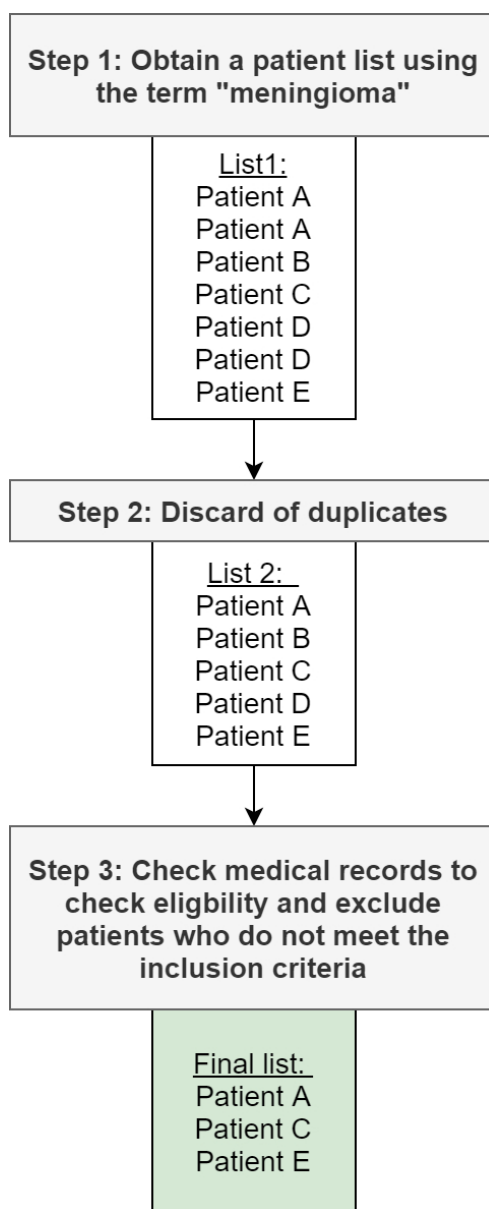 Step 1: Obtain a patient list using
the term "meningioma"
List1:
Patient A
Patient A
Patient B
Patient C
Patient D
Patient D
Patient E
Step 2: Discard of duplicates
List 2:
Patient A
Patient B
Patient C
Patient D
Patient E
Step 3: Check medical records to
check eligbility and exclude
patients who do not meet the
inclusion criteria
Final list:
Patient A
Patient C
Patient E